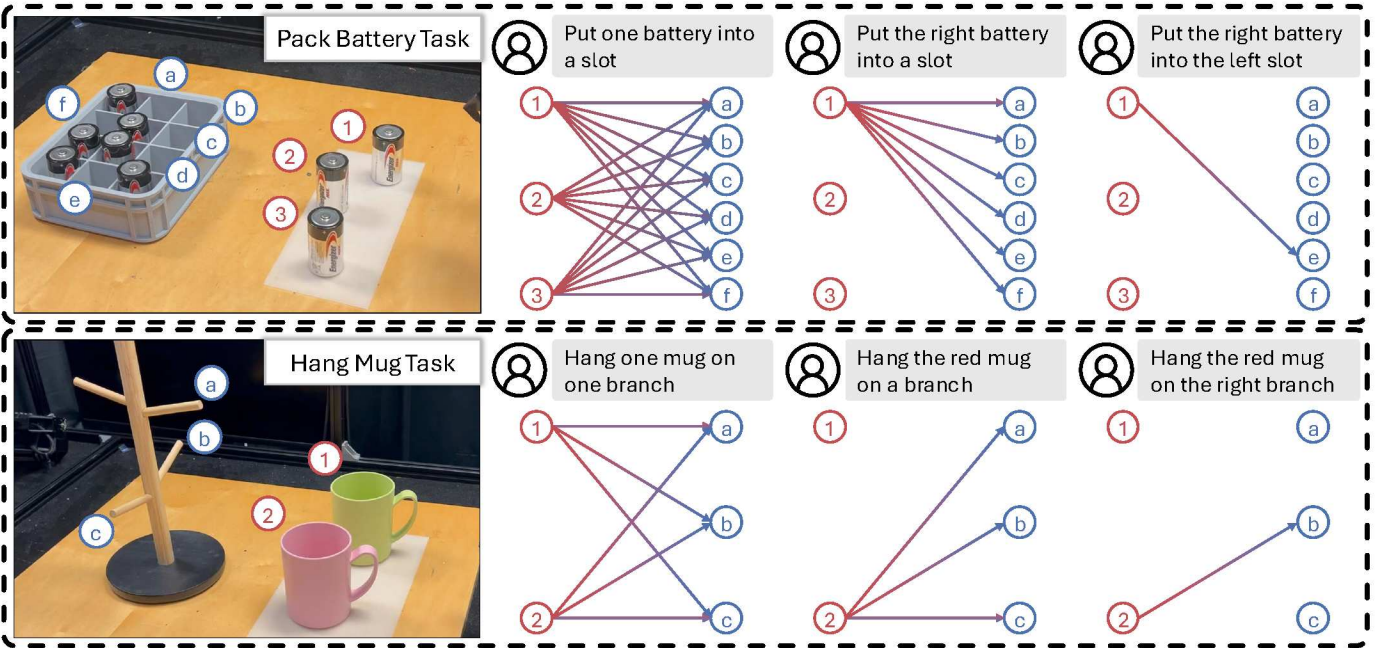 Pack Battery Task
a
f
b
1
c
2
d
3
e
Put one battery into
a slot
1
2
3
a
b
c
d
e
f
Put the right battery
into a slot
1
2
3
a
b
c
d
e
f
Put the right battery
into the left slot
1
2
3
a
b
c
d
e
f
Hang Mug Task
a
b
1
2
c
Hang one mug on
one branch
1
2
a
b
c
Hang the red mug
on a branch
1
2
a
b
c
Hang the red mug
on the right branch
1
2
a
b
c